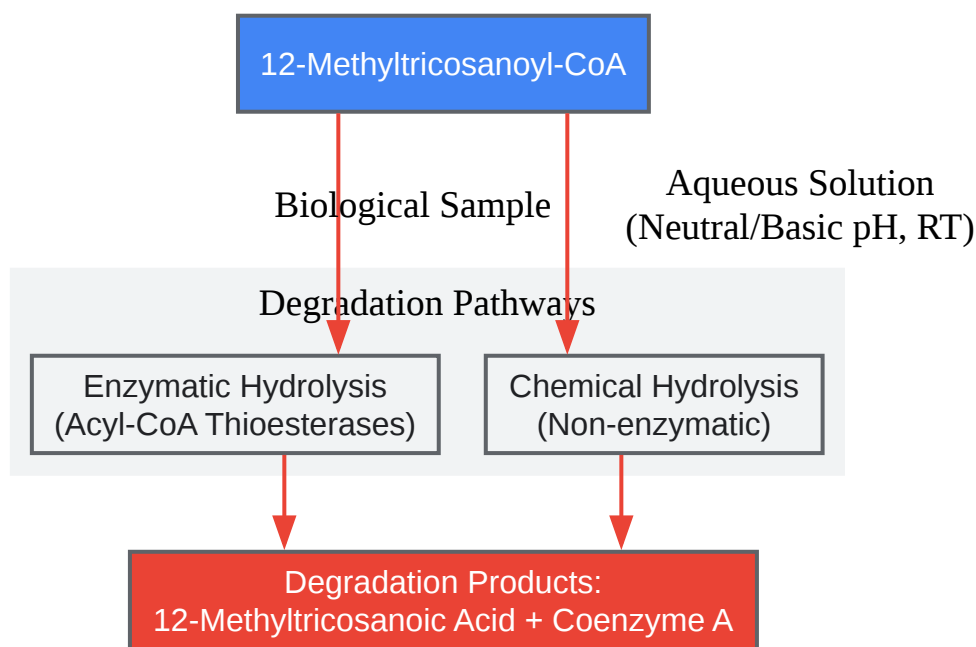 12-Methyltricosanoyl-CoA
Biological Sample
Aqueous Solution
(Neutral/Basic pH, RT)
Degradation Pathways
Enzymatic Hydrolysis
(Acyl-CoA Thioesterases)
Chemical Hydrolysis
(Non-enzymatic)
Degradation Products:
12-Methyltricosanoic Acid + Coenzyme A